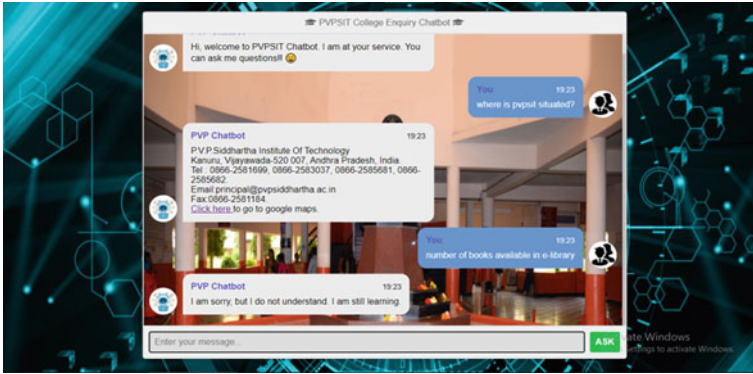 🎓 PVPSIT College Enquiry Chatbot 🎓
Hi, welcome to PVPSIT Chatbot. I am at your service. You
can ask me questions!!! 😀
You 19:23
where is pvpsit situated?
PVP Chatbot 19:23
P.V.P.Siddhartha Institute Of Technology
Kanuru, Vijayawada-520 007, Andhra Pradesh, India.
Tel : 0866-2581699, 0866-2583037, 0866-2585681, 0866-
2585682.
Email:principal@pvpsiddhartha.ac.in
Fax:0866-2581184.
Click here to go to google maps.
You 19:23
number of books available in e-library
PVP Chatbot 19:23
I am sorry, but I do not understand. I am still learning.
Enter your message...
ASK
ate Windows
ettings to activate Windows.